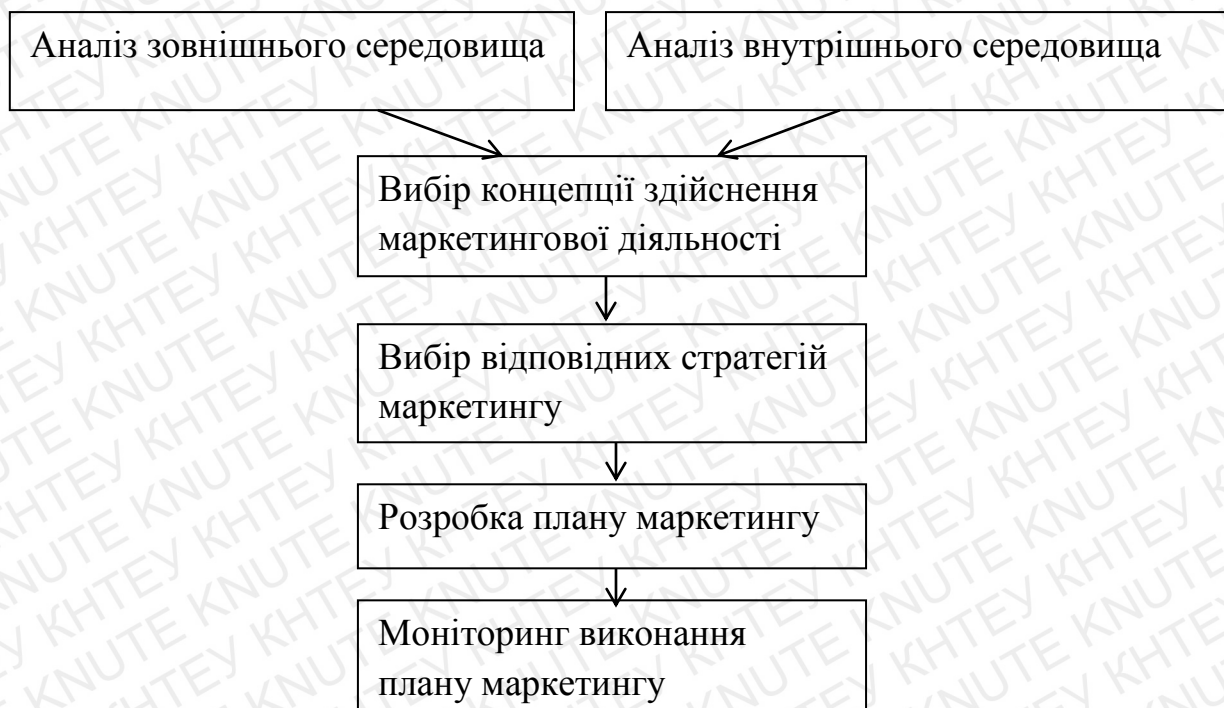 Аналіз зовнішнього середовища
Аналіз внутрішнього середовища
Вибір концепції здійснення
маркетингової діяльності
Вибір відповідних стратегій
маркетингу
Розробка плану маркетингу
Моніторинг виконання
плану маркетингу